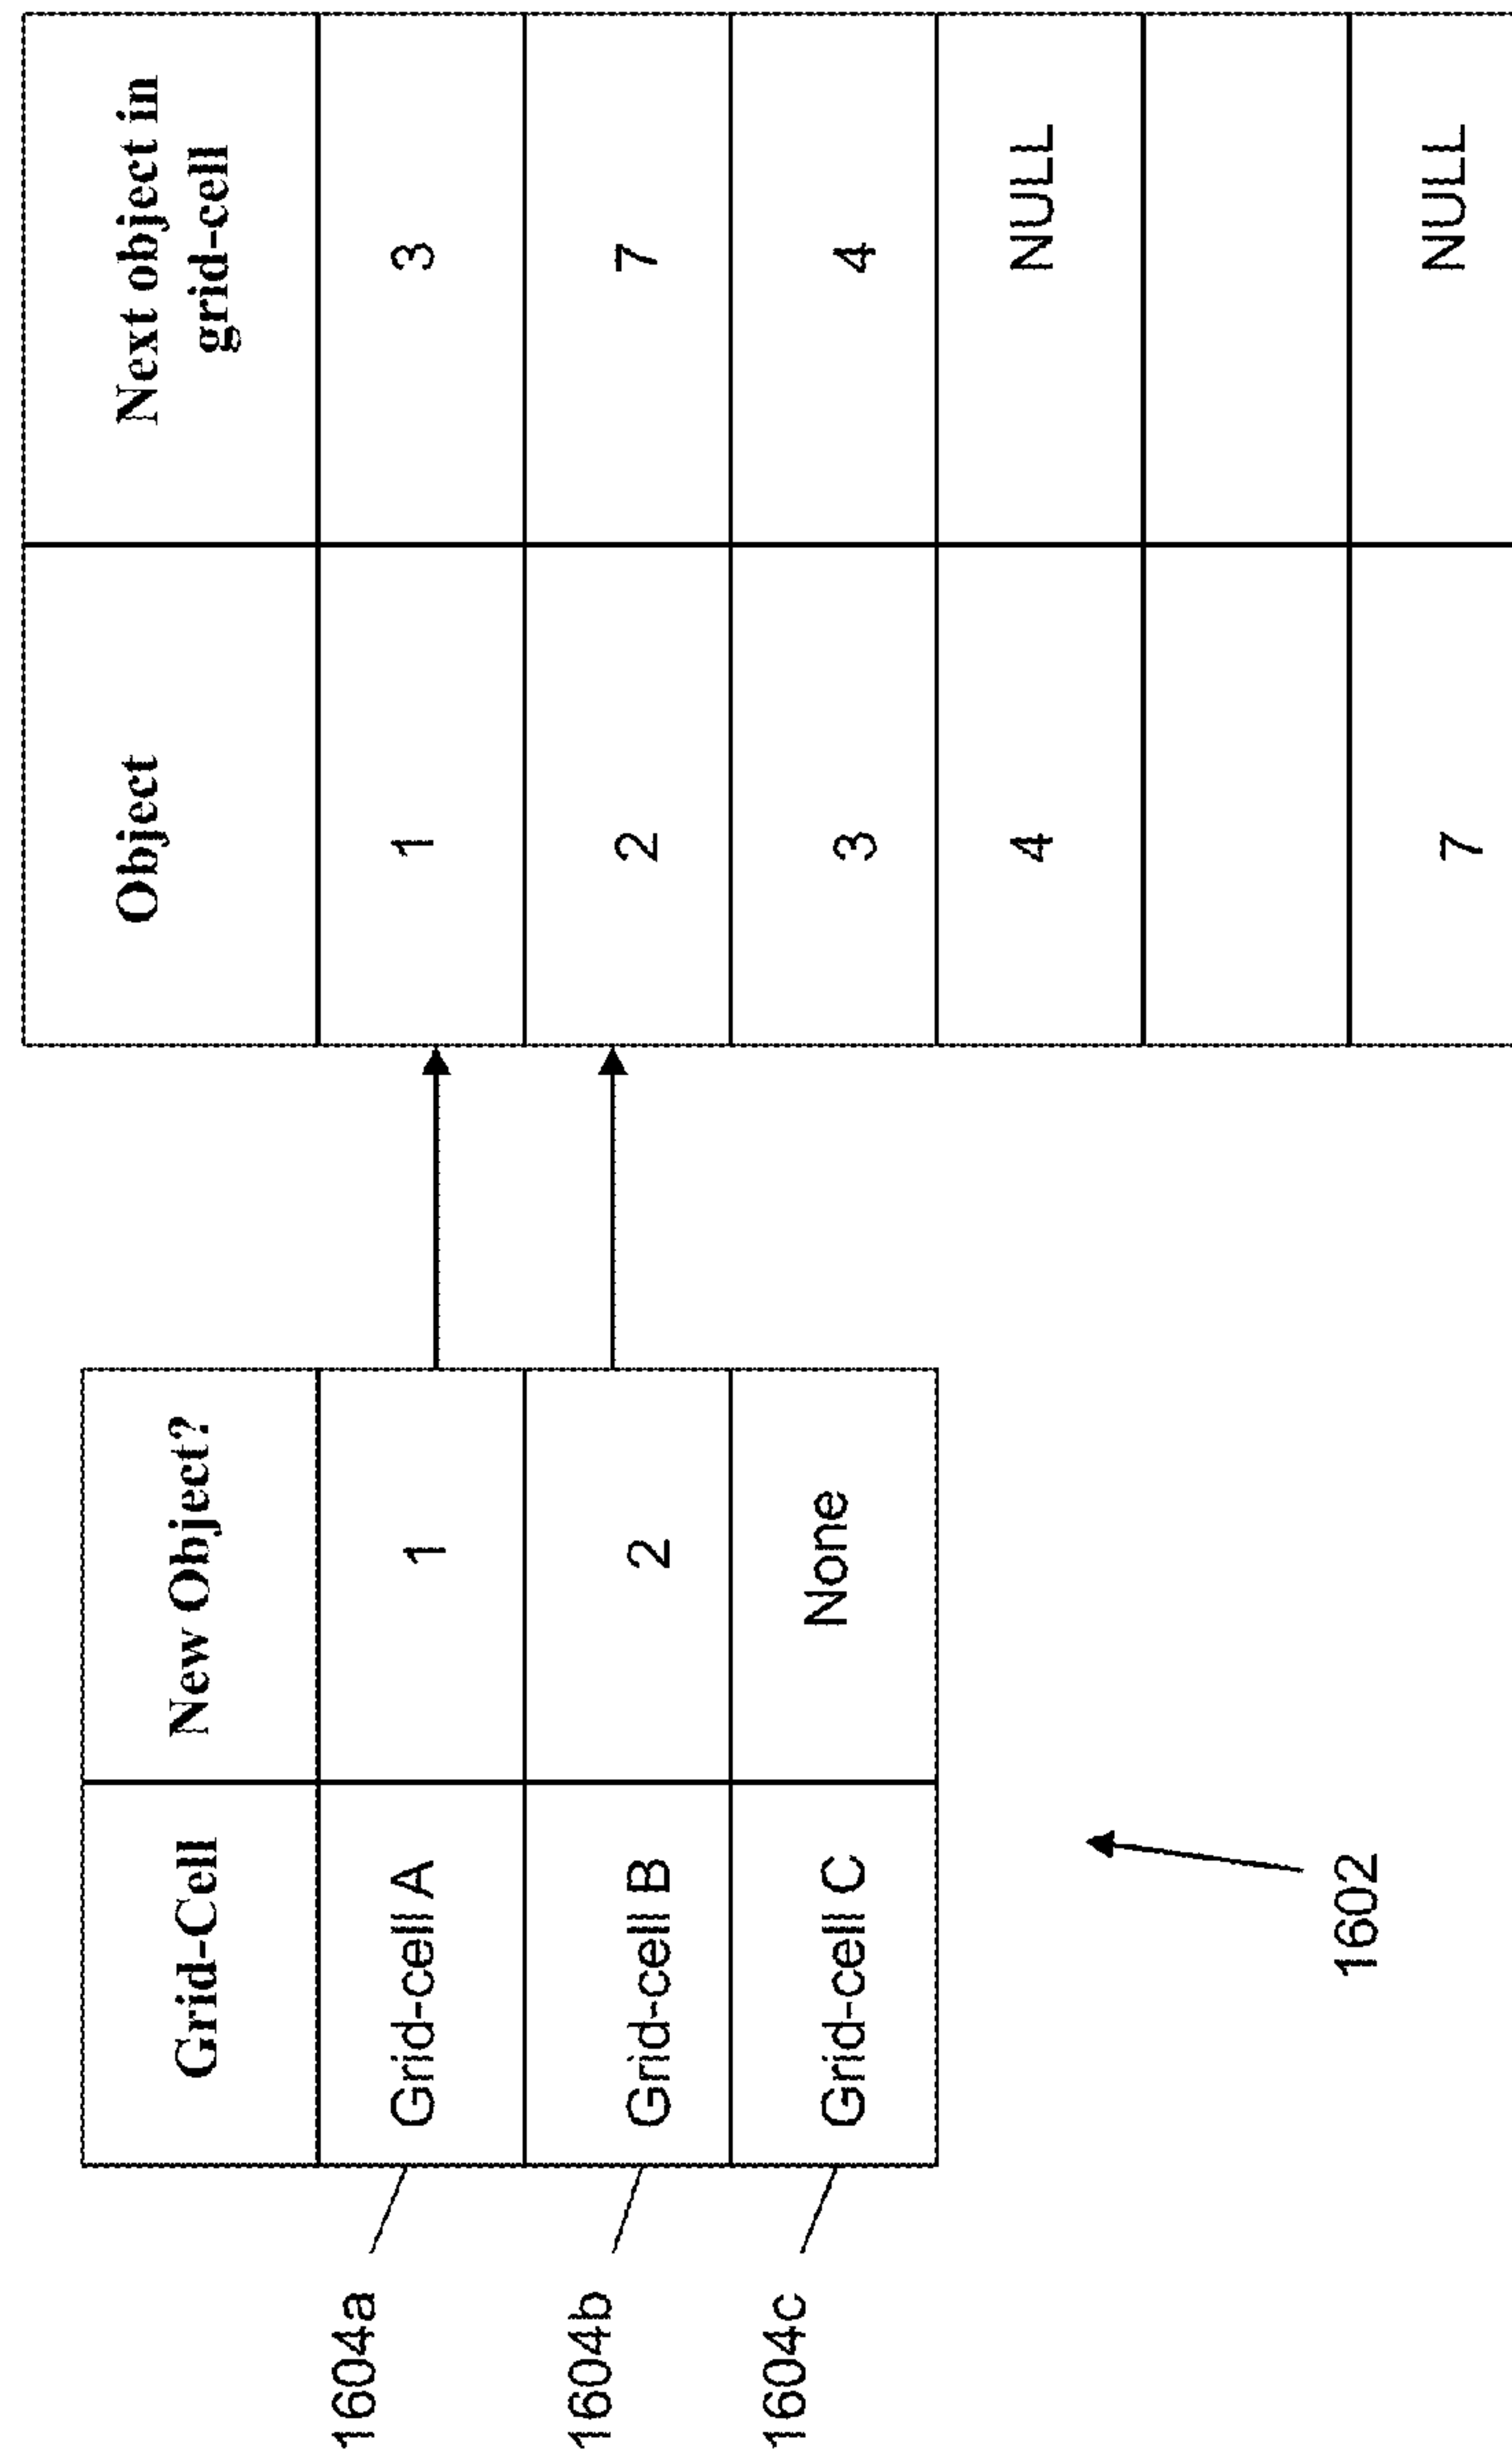 Grid-Cell New Object?
1604a Grid-cell A 1
1604b Grid-cell B 2
1604c Grid-cell C None
1602
Object Next object in
grid-cell
1 3
2 7
3 4
4 NULL
7 NULL